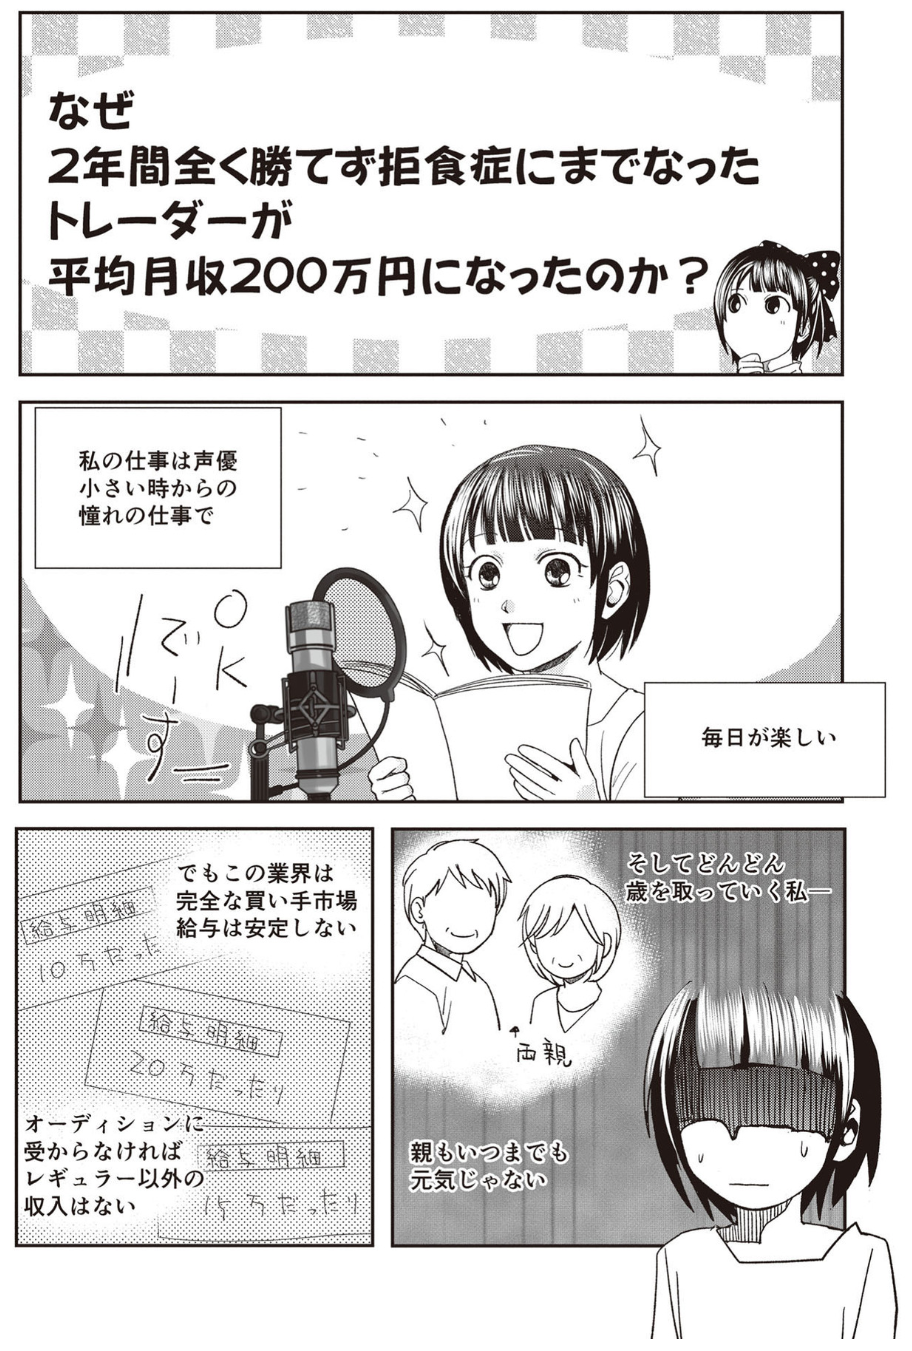 なぜ
2年間全く勝てず拒食症にまでなった
トレーダーが
平均月収200万円になったのか？
私の仕事は声優
小さい時からの
憧れの仕事で
OK
でーす
毎日が楽しい
でもこの業界は
完全な買い手市場
給与は安定しない
給与明細
10万だった
給与明細
20万だったり
オーディションに
受からなければ
レギュラー以外の
収入はない
給与明細
15万だったり
そしてどんどん
歳を取っていく私―
両親
親もいつまでも
元気じゃない